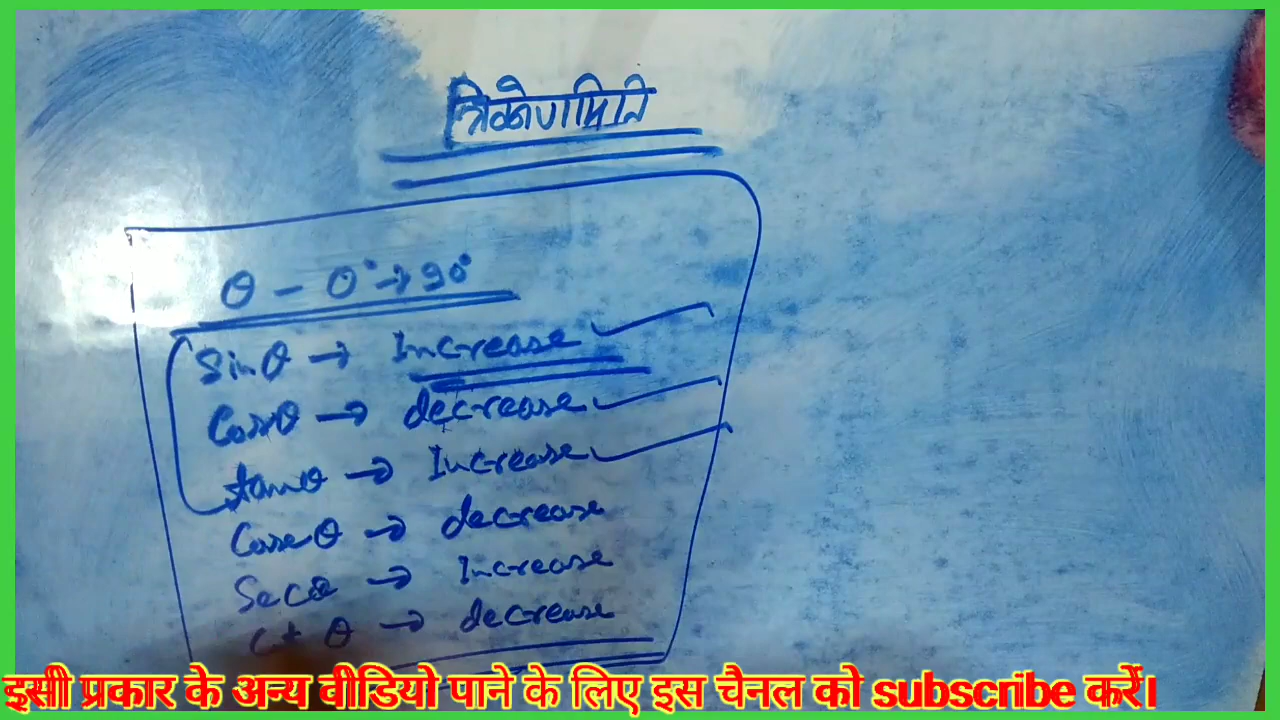 त्रिकोणमिति
θ - 0° → 90°
Sinθ → Increase
Cosθ → decrease
tanθ → Increase
Cosecθ → decrease
Secθ → Increase
Cot θ → decrease
इसी प्रकार के अन्य वीडियो पाने के लिए इस चैनल को subscribe करें।